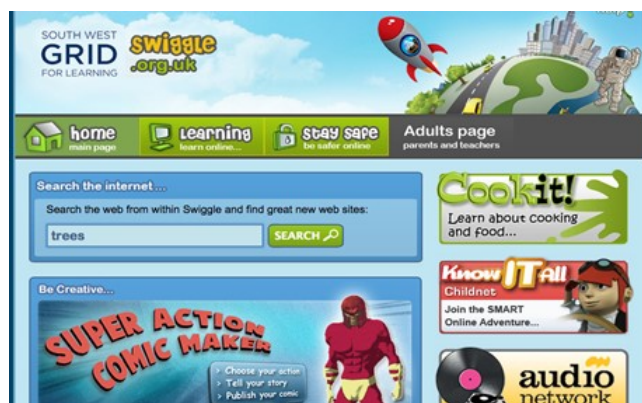 SOUTH WEST
GRID
FOR LEARNING
swiggle
.org.uk
home
main page
Learning
learn online...
Stay Safe
be safer online
Adults page
parents and teachers
Search the internet...
Search the web from within Swiggle and find great new web sites:
trees
SEARCH
Be Creative...
SUPER ACTION
COMIC MAKER
› Choose your action
› Tell your story
› Publish your comic
Cookit!
Learn about cooking
and food...
Know IT All
Childnet
Join the SMART
Online Adventure...
audio
network